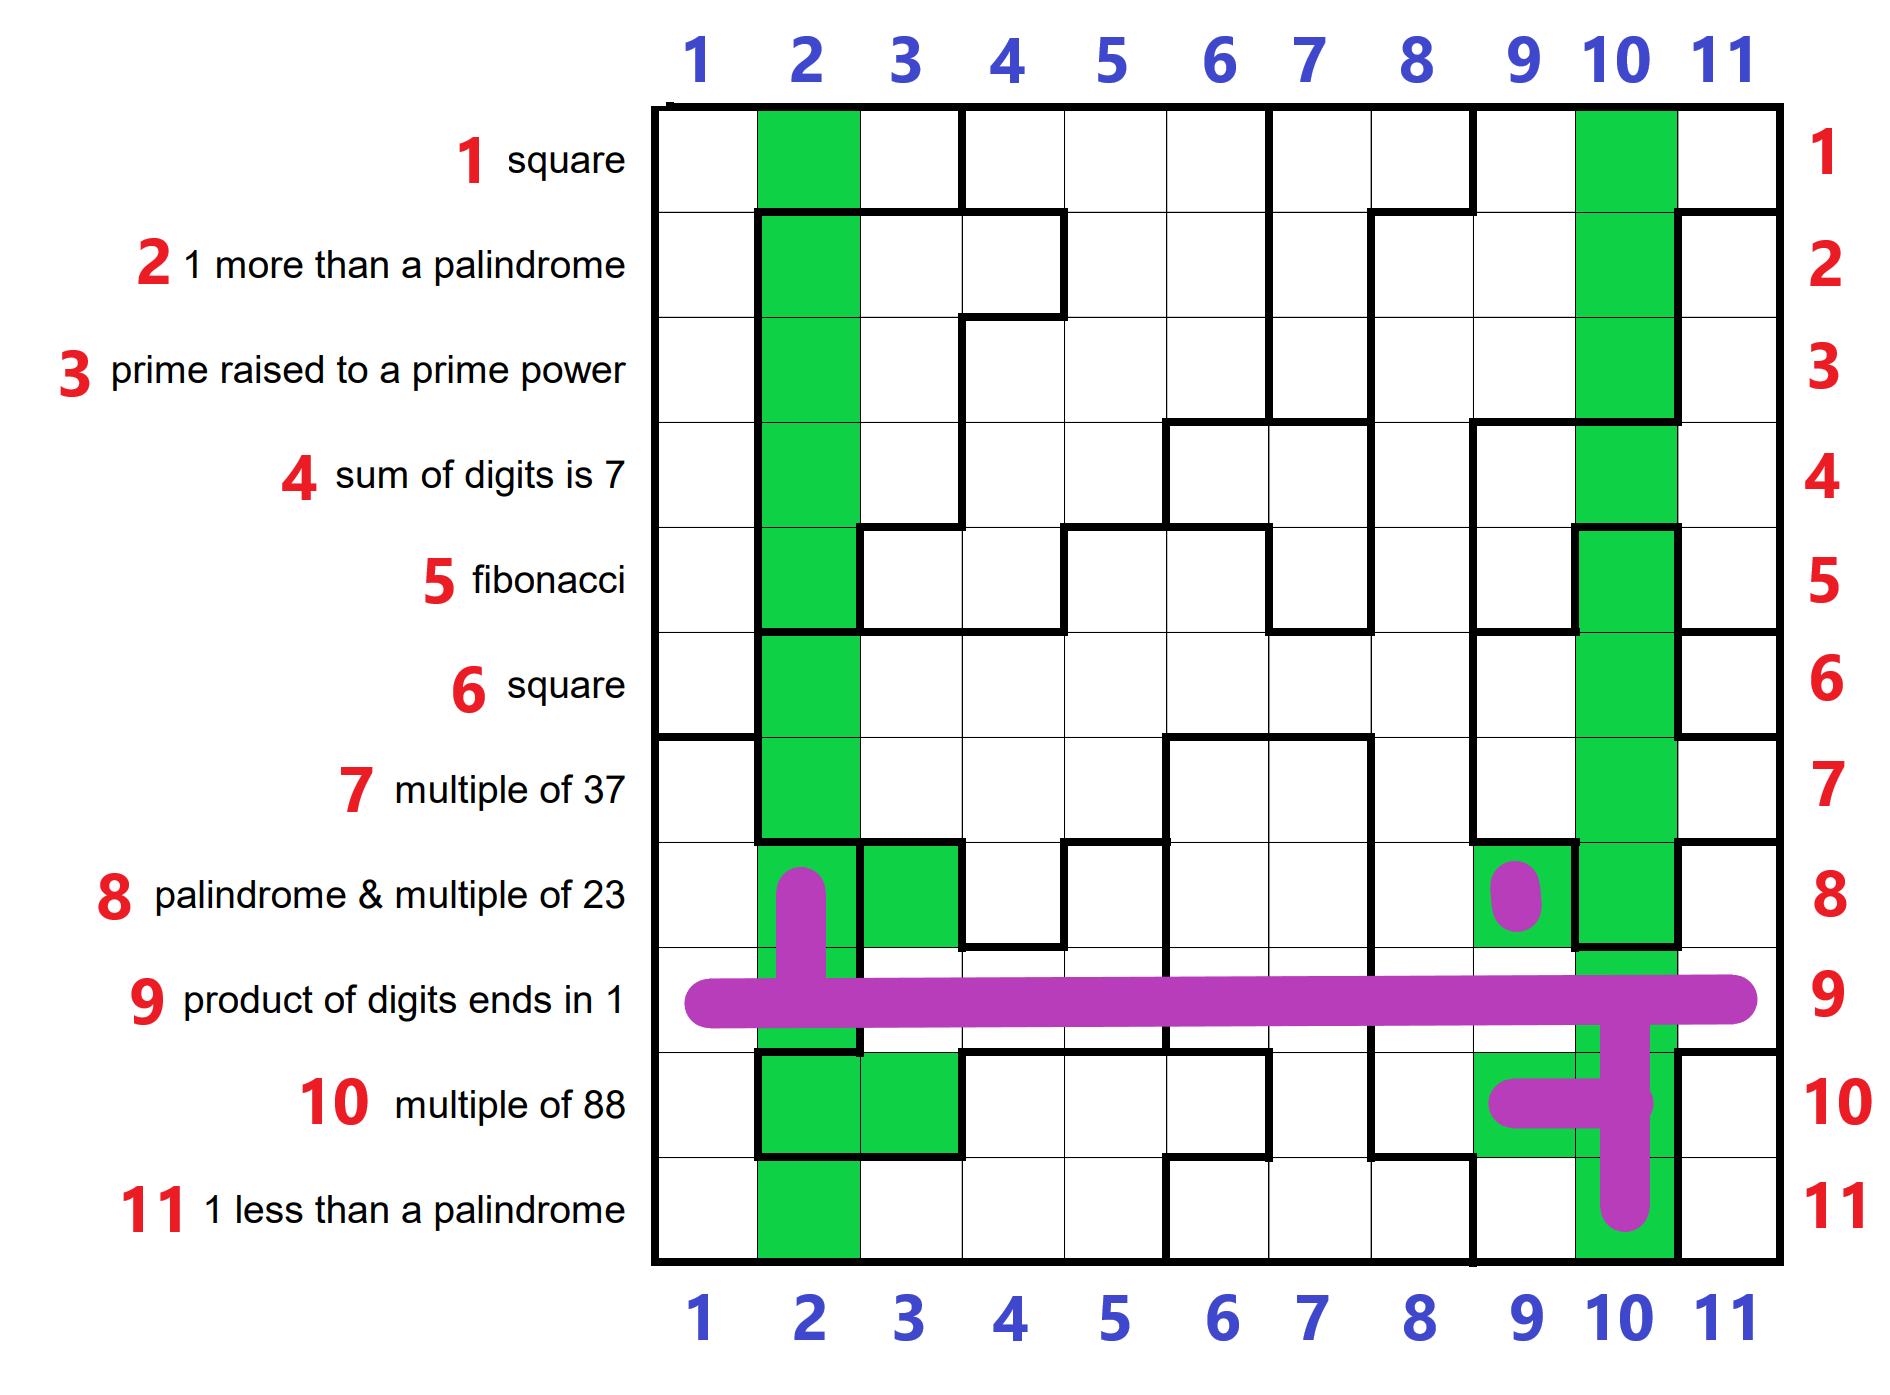 1 2 3 4 5 6 7 8 9 10 11
1 square 1
2 1 more than a palindrome 2
3 prime raised to a prime power 3
4 sum of digits is 7 4
5 fibonacci 5
6 square 6
7 multiple of 37 7
8 palindrome & multiple of 23 8
9 product of digits ends in 1 9
10 multiple of 88 10
11 1 less than a palindrome 11
1 2 3 4 5 6 7 8 9 10 11